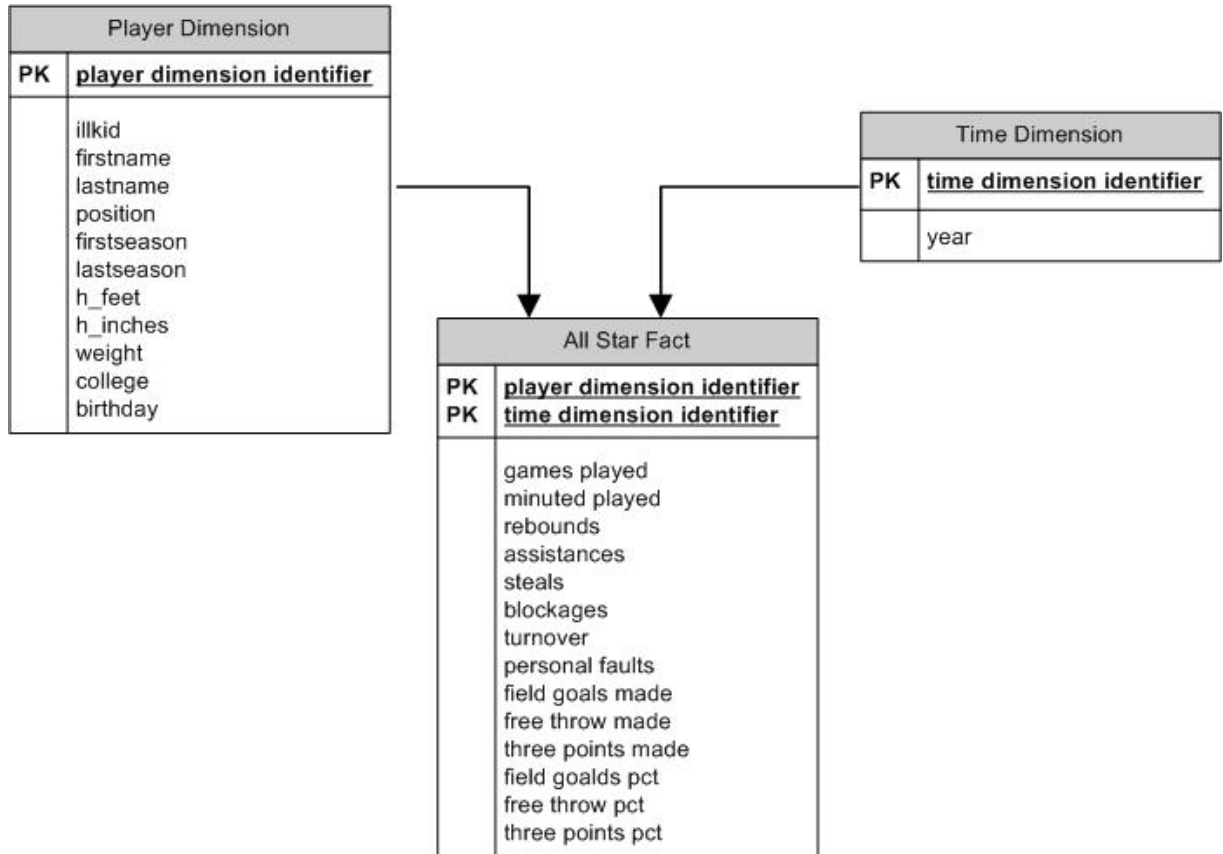 Player Dimension
PK player dimension identifier
illkid
firstname
lastname
position
firstseason
lastseason
h_feet
h_inches
weight
college
birthday
Time Dimension
PK time dimension identifier
year
All Star Fact
PK player dimension identifier
PK time dimension identifier
games played
minuted played
rebounds
assistances
steals
blockages
turnover
personal faults
field goals made
free throw made
three points made
field goalds pct
free throw pct
three points pct